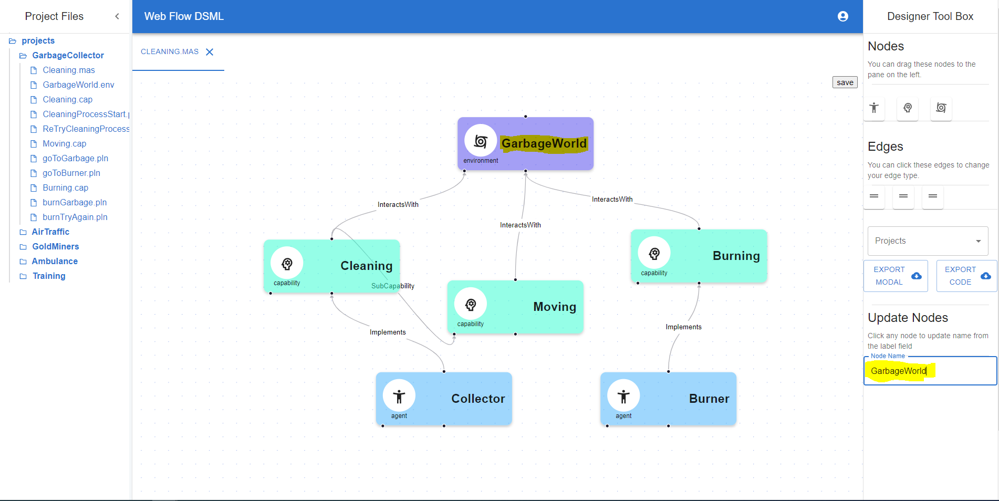 Project Files
projects
GarbageCollector
Cleaning.mas
GarbageWorld.env
Cleaning.cap
CleaningProcessStart.
ReTryCleaningProcess
Moving.cap
goToGarbage.pln
goToBurner.pln
Burning.cap
burnGarbage.pln
burnTryAgain.pln
AirTraffic
GoldMiners
Ambulance
Training
Web Flow DSML
CLEANING.MAS
save
GarbageWorld
environment
InteractsWith
InteractsWith
InteractsWith
Cleaning
capability
SubCapability
Burning
capability
Moving
capability
Implements
Implements
Collector
agent
Burner
agent
Designer Tool Box
Nodes
You can drag these nodes to the
pane on the left.
Edges
You can click these edges to change
your edge type.
Projects
EXPORT
MODAL
EXPORT
CODE
Update Nodes
Click any node to update name from
the label field
Node Name
GarbageWorld